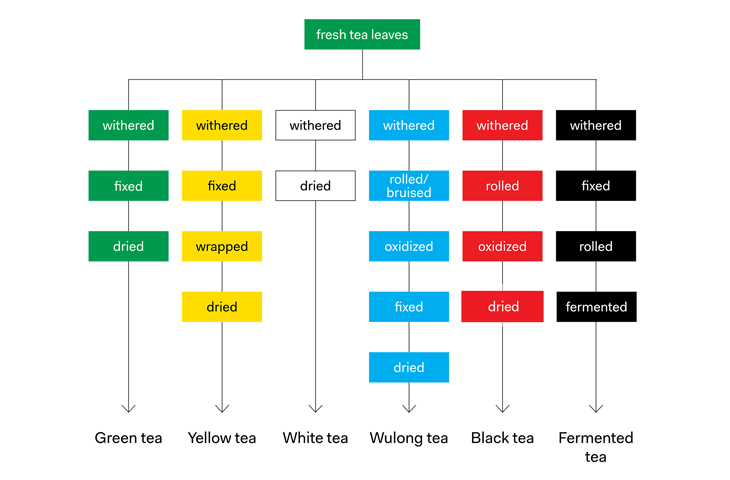 fresh tea leaves
withered
withered
withered
withered
withered
withered
fixed
fixed
dried
rolled/
bruised
rolled
fixed
dried
wrapped
oxidized
oxidized
rolled
dried
fixed
dried
fermented
dried
Green tea
Yellow tea
White tea
Wulong tea
Black tea
Fermented
tea